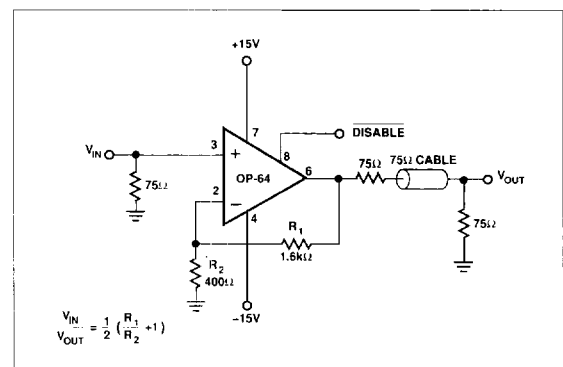 +15V
7
DISABLE
3
8
V_IN
+
OP-64
6
75Ω
75Ω CABLE
V_OUT
75Ω
2
−
4
R_1
1.6kΩ
75Ω
R_2
400Ω
−15V
V_IN / V_OUT = 1/2 (R_1 / R_2 +1)